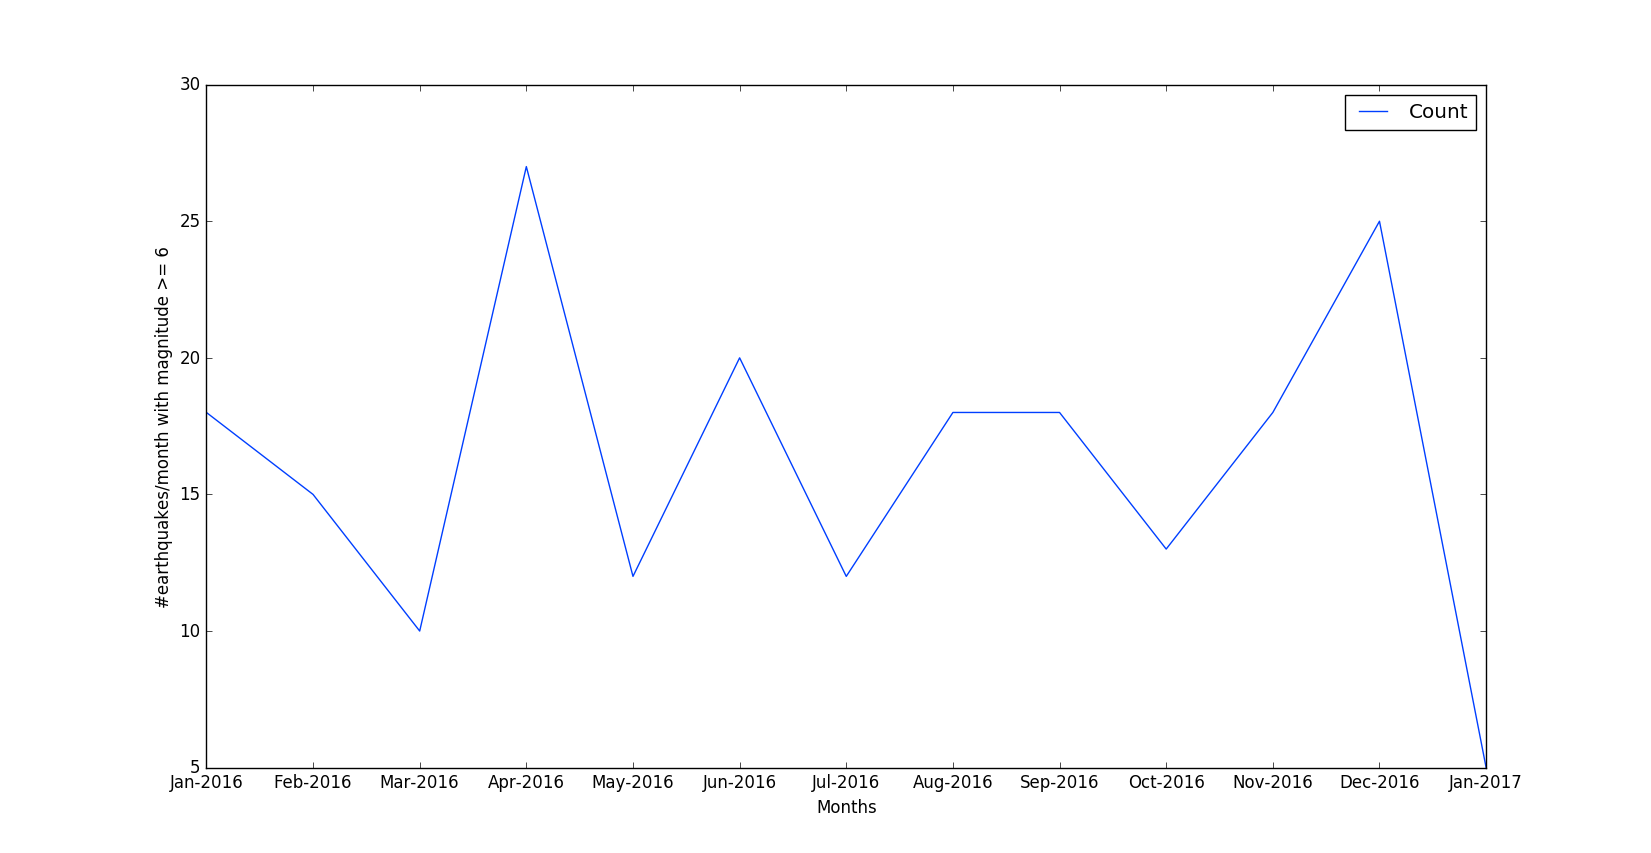 30
Count
25
20
15
10
5
#earthquakes/month with magnitude >= 6
Jan-2016 Feb-2016 Mar-2016 Apr-2016 May-2016 Jun-2016 Jul-2016 Aug-2016 Sep-2016 Oct-2016 Nov-2016 Dec-2016 Jan-2017
Months